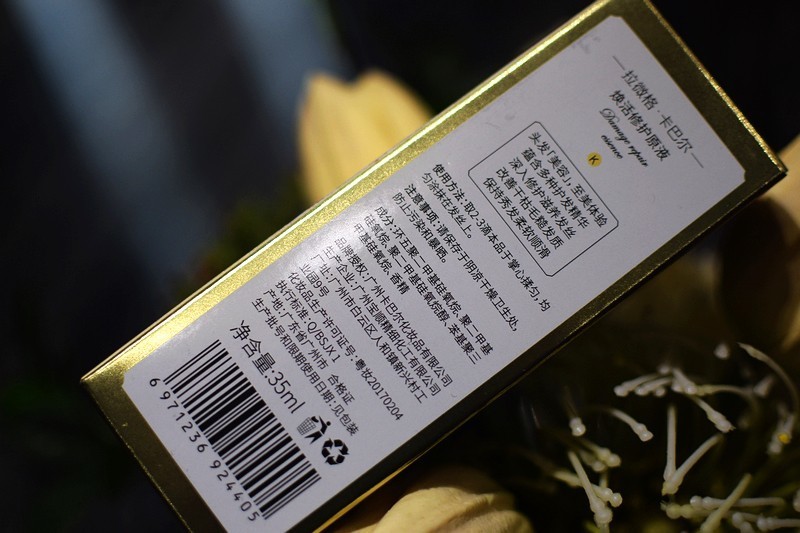 拉微格·卡巴尔
焕活修护原液
Damage repair
essence
K
头发「美容」,至美体验
蕴含多种护发精华
深入修护滋养发丝
改善干枯毛糙发质
保持秀发柔软顺滑
使用方法:取2-3滴本品于掌心揉匀,均
匀涂抹在发丝上。
注意事项:请保存于阴凉干燥卫生处,
防止污染和暴晒。
成分:环五聚二甲基硅氧烷、聚二甲基
硅氧烷、聚二甲基硅氧烷醇、苯基聚三
甲基硅氧烷、香精
品牌授权:广州卡巴尔化妆品有限公司
生产企业:广州宝顺精细化工有限公司
厂址:广州市白云区人和镇新兴村工
业园9号
化妆品生产许可证号:粤妆20170204
执行标准:Q/BSJX 1
产地:广东省广州市 合格证
生产批号和限期使用日期:见包装
净含量:35ml
6 971236 924405